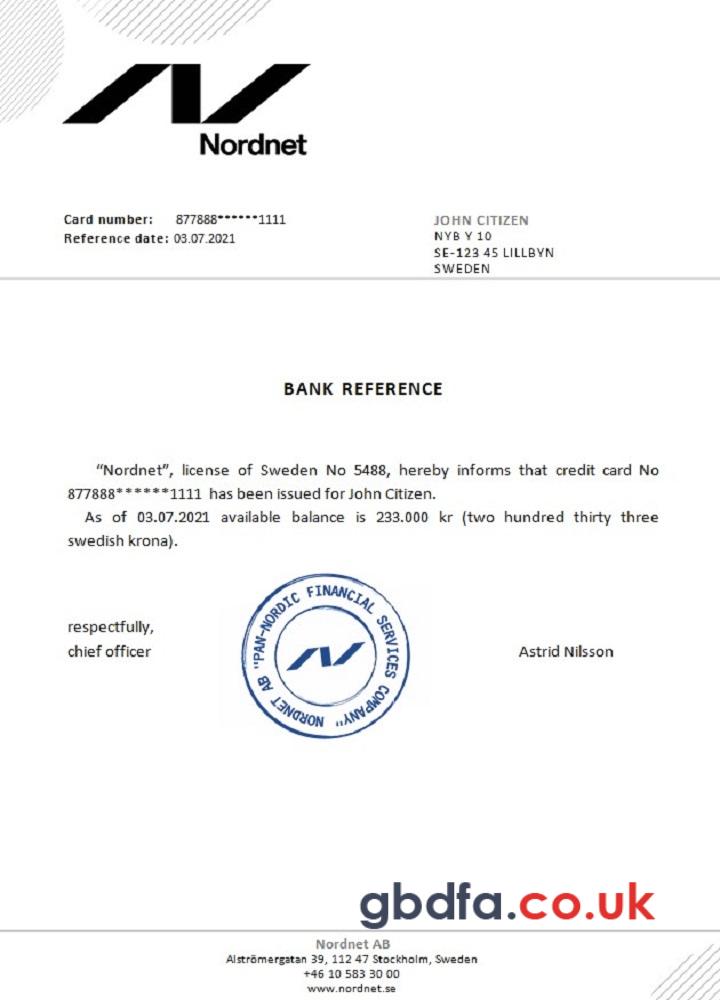 Nordnet
Card number: 877888******1111
Reference date: 03.07.2021
JOHN CITIZEN
NYB Y 10
SE-123 45 LILLBYN
SWEDEN
BANK REFERENCE
“Nordnet”, license of Sweden No 5488, hereby informs that credit card No
877888******1111 has been issued for John Citizen.
As of 03.07.2021 available balance is 233.000 kr (two hundred thirty three
swedish krona).
respectfully,
chief officer
NORDNET AB "PAN-NORDIC FINANCIAL SERVICES COMPANY"
Astrid Nilsson
gbdfa.co.uk
Nordnet AB
Alströmergatan 39, 112 47 Stockholm, Sweden
+46 10 583 30 00
www.nordnet.se